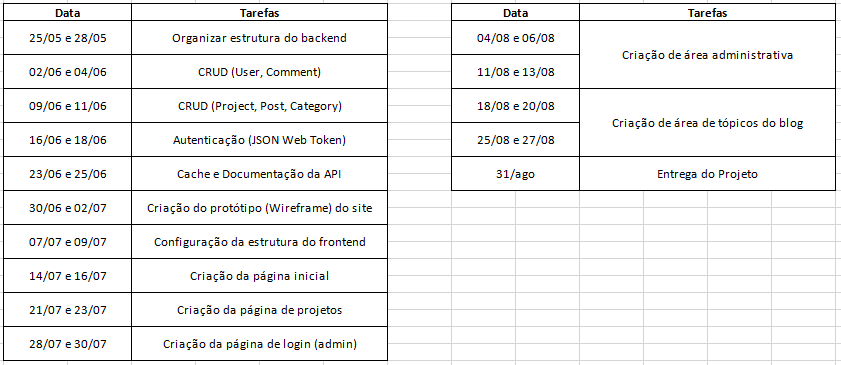 Data Tarefas
25/05 e 28/05 Organizar estrutura do backend
02/06 e 04/06 CRUD (User, Comment)
09/06 e 11/06 CRUD (Project, Post, Category)
16/06 e 18/06 Autenticação (JSON Web Token)
23/06 e 25/06 Cache e Documentação da API
30/06 e 02/07 Criação do protótipo (Wireframe) do site
07/07 e 09/07 Configuração da estrutura do frontend
14/07 e 16/07 Criação da página inicial
21/07 e 23/07 Criação da página de projetos
28/07 e 30/07 Criação da página de login (admin)
Data Tarefas
04/08 e 06/08
Criação de área administrativa
11/08 e 13/08
18/08 e 20/08
Criação de área de tópicos do blog
25/08 e 27/08
31/ago Entrega do Projeto